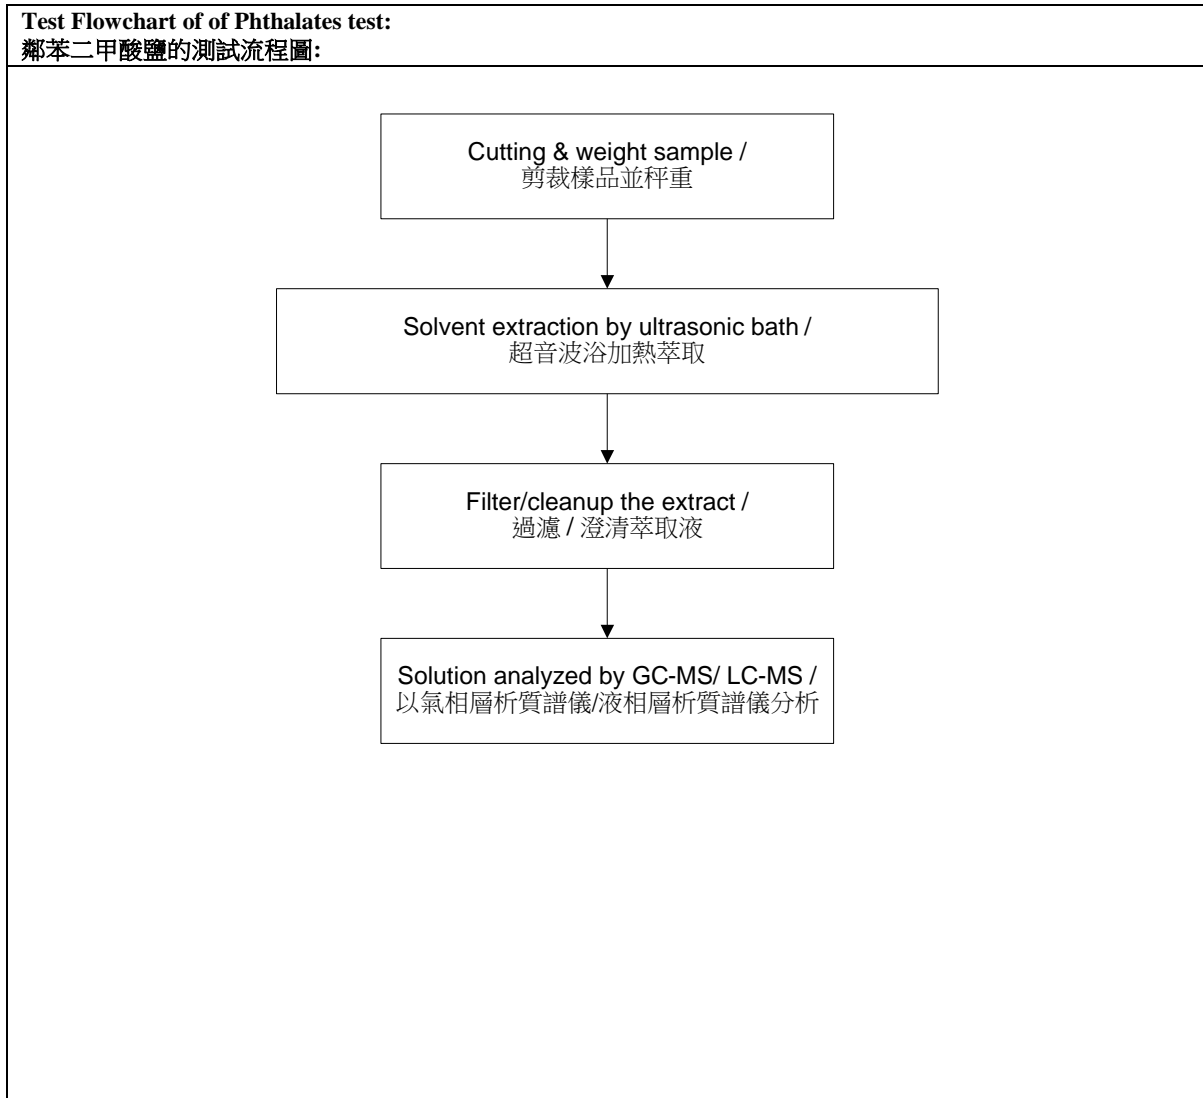 Test Flowchart of of Phthalates test:
鄰苯二甲酸鹽的測試流程圖:
Cutting & weight sample /
剪裁樣品並秤重
Solvent extraction by ultrasonic bath /
超音波浴加熱萃取
Filter/cleanup the extract /
過濾 / 澄清萃取液
Solution analyzed by GC-MS/ LC-MS /
以氣相層析質譜儀/液相層析質譜儀分析